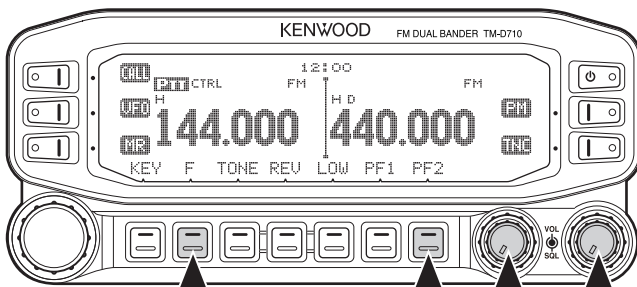 KENWOOD FM DUAL BANDER TM-D710
12:00
CALL PTT CTRL FM FM
H H D
VFO 144.000 440.000 PM
MR TNC
KEY F TONE REV LOW PF1 PF2
VOL
SQL